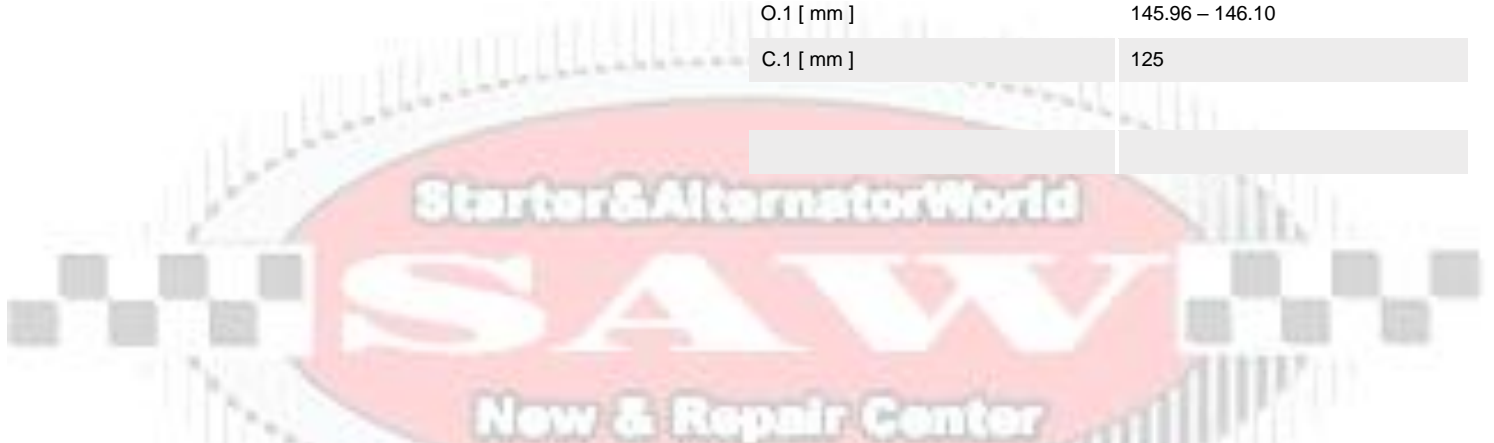 O.1 [ mm ] 145.96 – 146.10
C.1 [ mm ] 125
Starter&AlternatorWorld
SAW
New & Repair Center